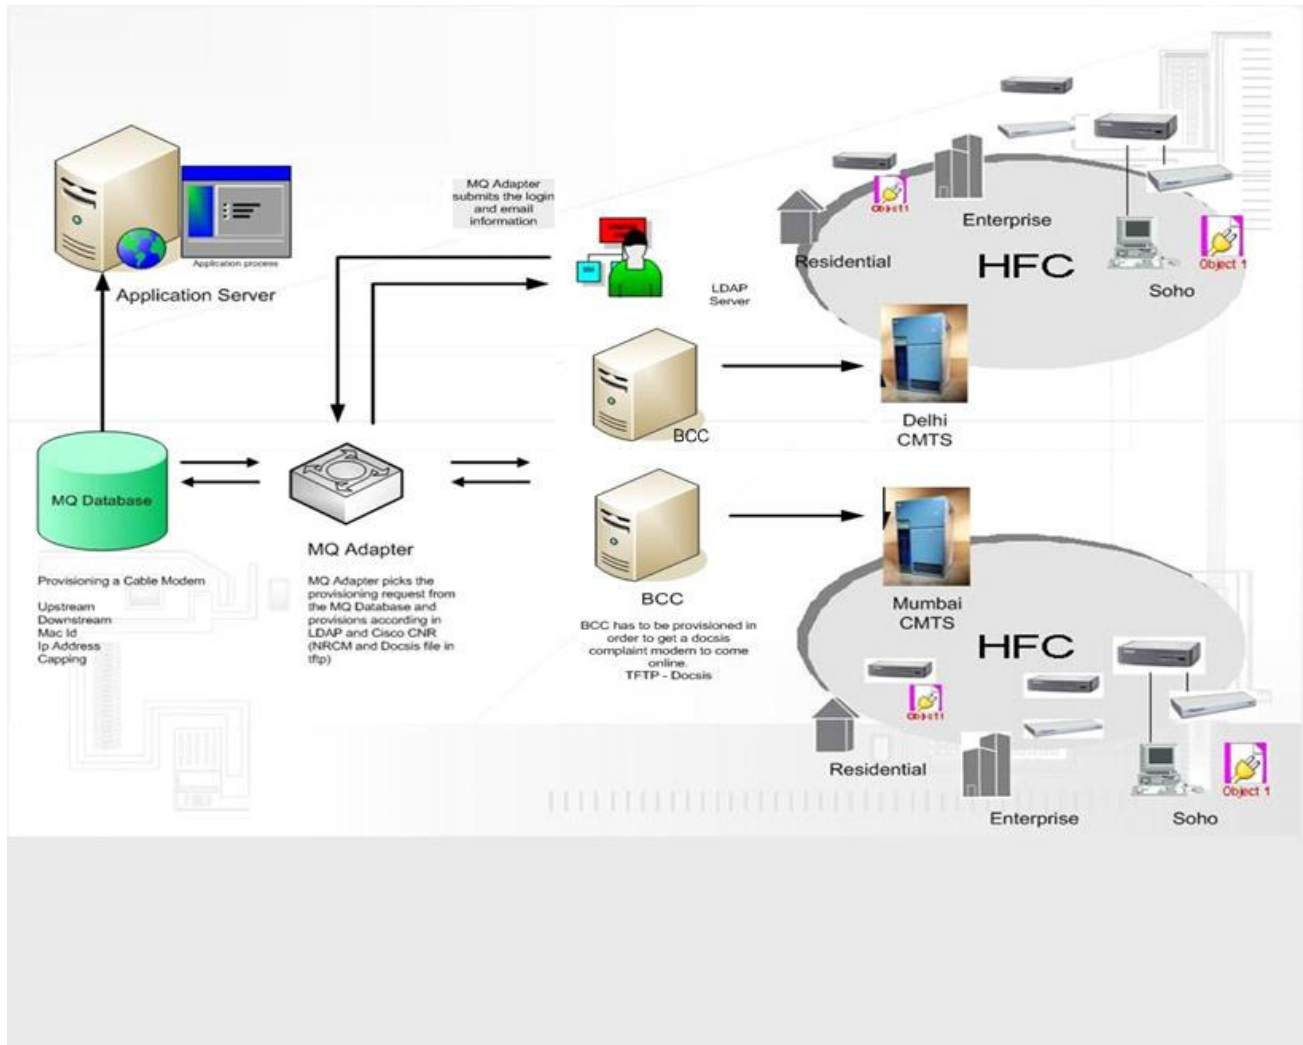 MQ Adapter
submits the login
and email
information
Application process
Application Server
LDAP
Server
Object1
Enterprise
Residential
HFC
Object 1
Soho
BCC
Delhi
CMTS
MQ Database
MQ Adapter
Provisioning a Cable Modem
Upstream
Downstream
Mac Id
Ip Address
Capping
MQ Adapter picks the
provisioning request from
the MQ Database and
provisions according in
LDAP and Cisco CNR
(NRCM and Docsis file in
tftp)
BCC
BCC has to be provisioned in
order to get a docsis
complaint modem to come
online.
TFTP - Docsis
Mumbai
CMTS
HFC
Object1
Residential
Enterprise
Object 1
Soho